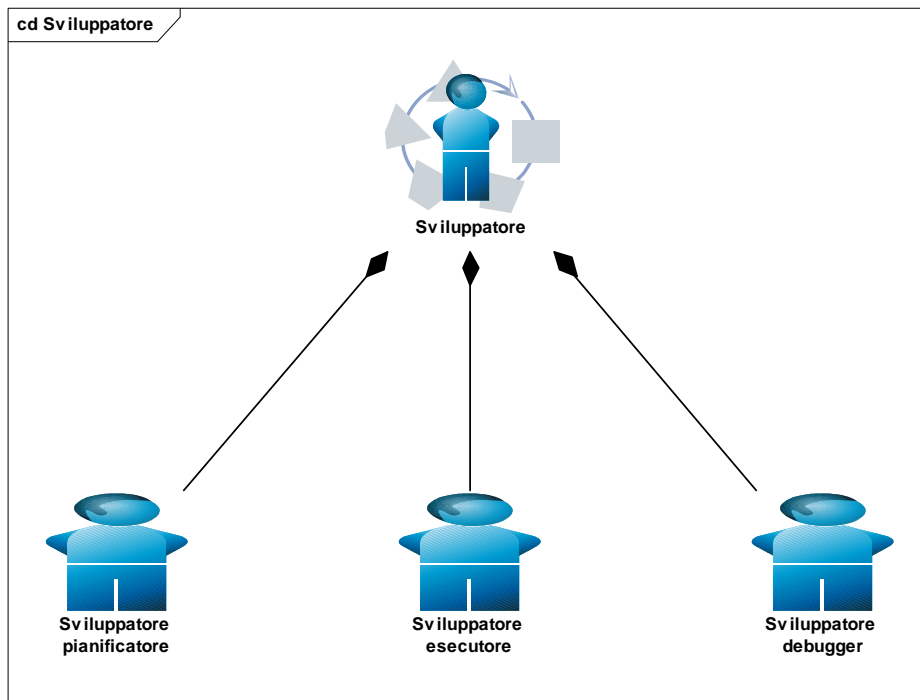 cd Sviluppatore
Sviluppatore
Sviluppatore
pianificatore
Sviluppatore
esecutore
Sviluppatore
debugger